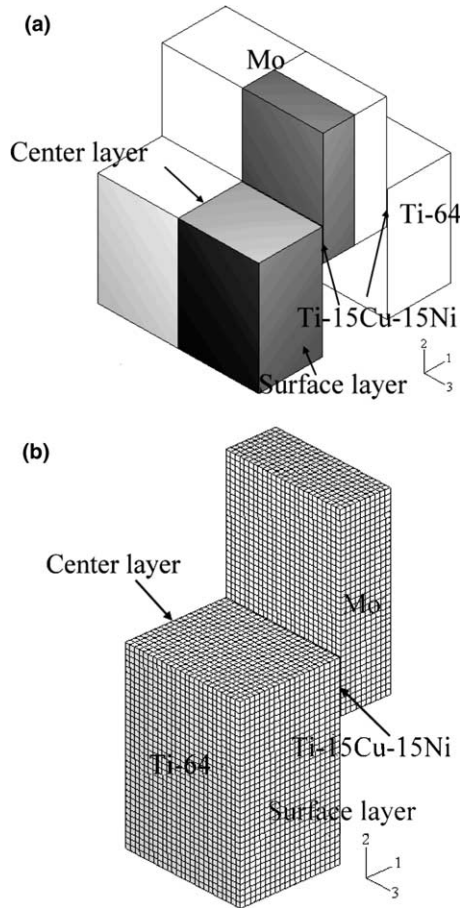 (a)
Mo
Center layer
Ti-64
Ti-15Cu-15Ni
Surface layer
2
1
3
(b)
Center layer
Mo
Ti-15Cu-15Ni
Ti-64
Surface layer
2
1
3